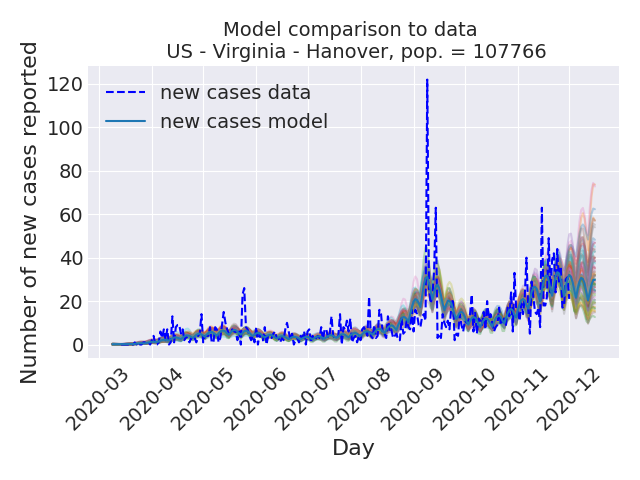 Model comparison to data
US - Virginia - Hanover, pop. = 107766
Number of new cases reported
120
100
80
60
40
20
0
new cases data
new cases model
2020-03
2020-04
2020-05
2020-06
2020-07
2020-08
2020-09
2020-10
2020-11
2020-12
Day